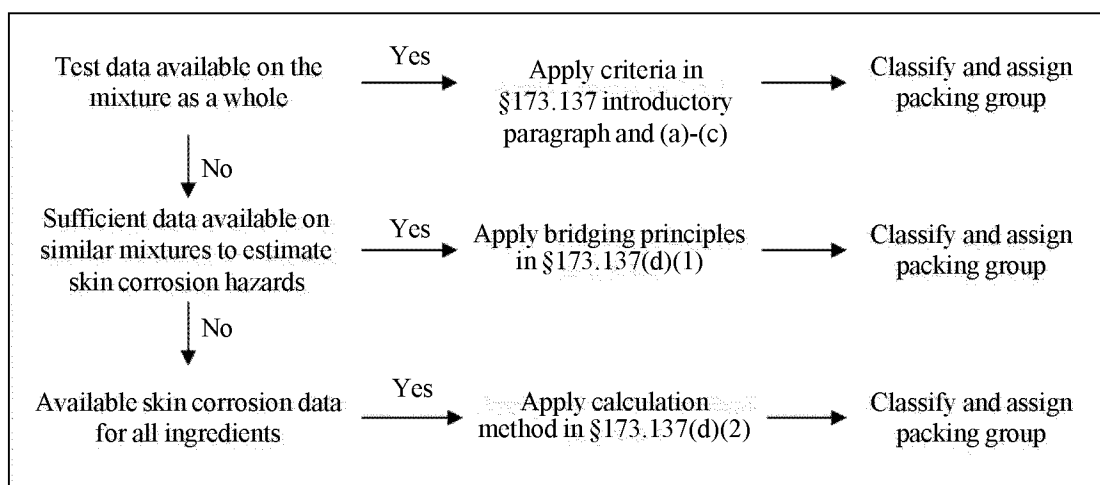 Test data available on the
mixture as a whole
Yes
Apply criteria in
§173.137 introductory
paragraph and (a)-(c)
Classify and assign
packing group
No
Sufficient data available on
similar mixtures to estimate
skin corrosion hazards
Yes
Apply bridging principles
in §173.137(d)(1)
Classify and assign
packing group
No
Available skin corrosion data
for all ingredients
Yes
Apply calculation
method in §173.137(d)(2)
Classify and assign
packing group